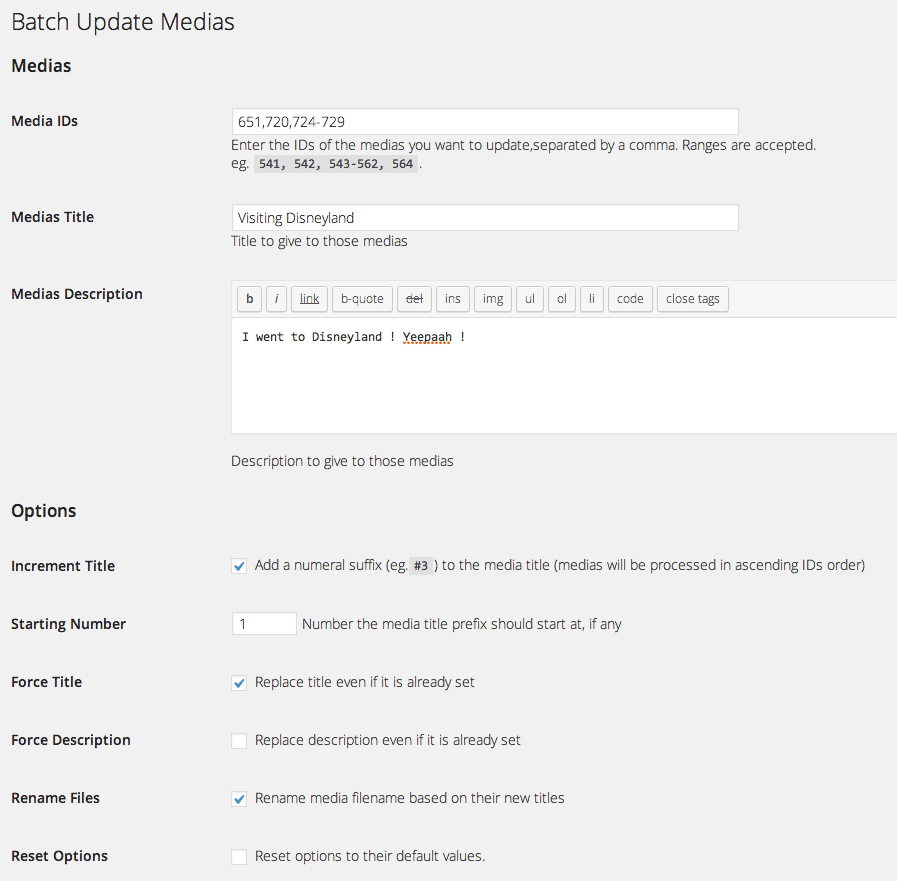 Batch Update Medias
Medias
Media IDs
651,720,724-729
Enter the IDs of the medias you want to update,separated by a comma. Ranges are accepted.
eg. 541, 542, 543-562, 564 .
Medias Title
Visiting Disneyland
Title to give to those medias
Medias Description
b i link b-quote del ins img ul ol li code close tags
I went to Disneyland ! Yeepaah !
Description to give to those medias
Options
Increment Title
Add a numeral suffix (eg. #3 ) to the media title (medias will be processed in ascending IDs order)
Starting Number
1 Number the media title prefix should start at, if any
Force Title
Replace title even if it is already set
Force Description
Replace description even if it is already set
Rename Files
Rename media filename based on their new titles
Reset Options
Reset options to their default values.